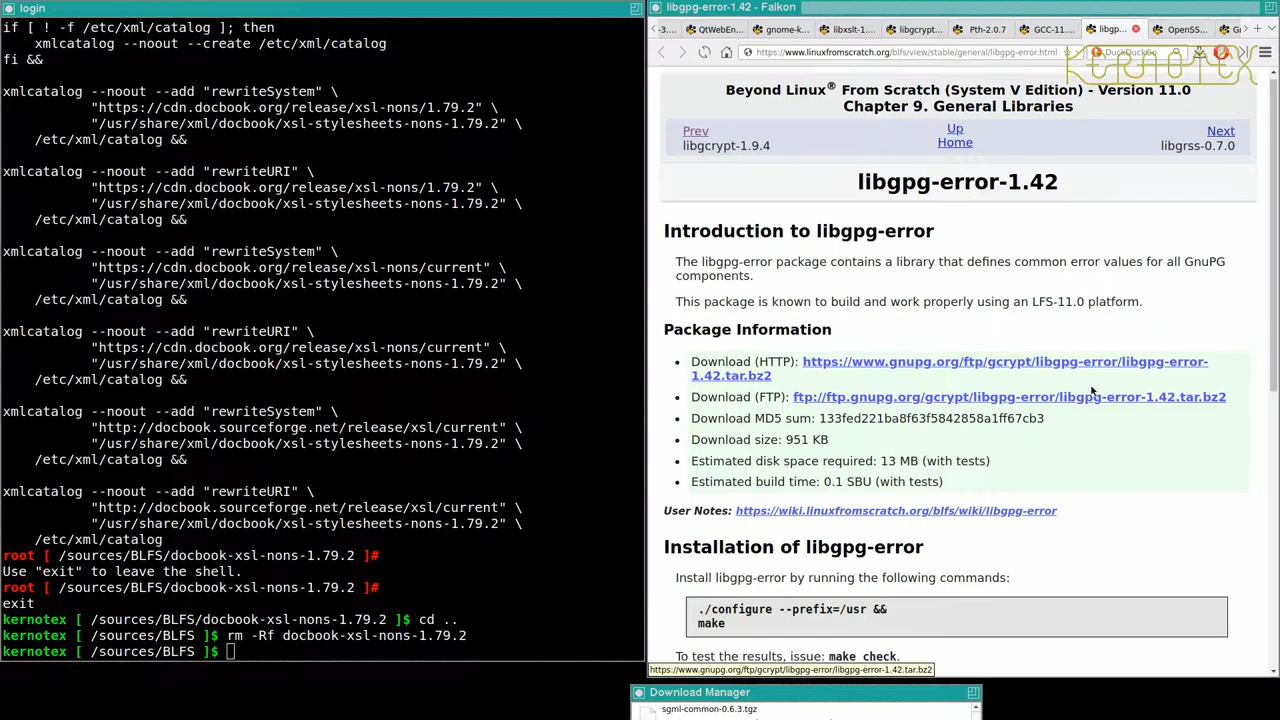 login
if [ ! -f /etc/xml/catalog ]; then
xmlcatalog --noout --create /etc/xml/catalog
fi &&
xmlcatalog --noout --add "rewriteSystem" \
"https://cdn.docbook.org/release/xsl-nons/1.79.2" \
"/usr/share/xml/docbook/xsl-stylesheets-nons-1.79.2" \
/etc/xml/catalog &&
xmlcatalog --noout --add "rewriteURI" \
"https://cdn.docbook.org/release/xsl-nons/1.79.2" \
"/usr/share/xml/docbook/xsl-stylesheets-nons-1.79.2" \
/etc/xml/catalog &&
xmlcatalog --noout --add "rewriteSystem" \
"https://cdn.docbook.org/release/xsl-nons/current" \
"/usr/share/xml/docbook/xsl-stylesheets-nons-1.79.2" \
/etc/xml/catalog &&
xmlcatalog --noout --add "rewriteURI" \
"https://cdn.docbook.org/release/xsl-nons/current" \
"/usr/share/xml/docbook/xsl-stylesheets-nons-1.79.2" \
/etc/xml/catalog &&
xmlcatalog --noout --add "rewriteSystem" \
"http://docbook.sourceforge.net/release/xsl/current" \
"/usr/share/xml/docbook/xsl-stylesheets-nons-1.79.2" \
/etc/xml/catalog &&
xmlcatalog --noout --add "rewriteURI" \
"http://docbook.sourceforge.net/release/xsl/current" \
"/usr/share/xml/docbook/xsl-stylesheets-nons-1.79.2" \
/etc/xml/catalog
root [ /sources/BLFS/docbook-xsl-nons-1.79.2 ]#
Use "exit" to leave the shell.
root [ /sources/BLFS/docbook-xsl-nons-1.79.2 ]#
exit
kernotex [ /sources/BLFS/docbook-xsl-nons-1.79.2 ]$ cd ..
kernotex [ /sources/BLFS ]$ rm -Rf docbook-xsl-nons-1.79.2
kernotex [ /sources/BLFS ]$
libgpg-error-1.42 - Falkon
-3.... QtWebEn... gnome-k... libxslt-1.... libgcrypt... Pth-2.0.7 GCC-11.... libgp... OpenSS...
https://www.linuxfromscratch.org/blfs/view/stable/general/libgpg-error.html DuckDuckGo
KERNOTEX
Beyond Linux® From Scratch (System V Edition) - Version 11.0
Chapter 9. General Libraries
Prev Up Next
libgcrypt-1.9.4 Home libgrss-0.7.0
libgpg-error-1.42
Introduction to libgpg-error
The libgpg-error package contains a library that defines common error values for all GnuPG
components.
This package is known to build and work properly using an LFS-11.0 platform.
Package Information
Download (HTTP): https://www.gnupg.org/ftp/gcrypt/libgpg-error/libgpg-error-
1.42.tar.bz2
Download (FTP): ftp://ftp.gnupg.org/gcrypt/libgpg-error/libgpg-error-1.42.tar.bz2
Download MD5 sum: 133fed221ba8f63f5842858a1ff67cb3
Download size: 951 KB
Estimated disk space required: 13 MB (with tests)
Estimated build time: 0.1 SBU (with tests)
User Notes: https://wiki.linuxfromscratch.org/blfs/wiki/libgpg-error
Installation of libgpg-error
Install libgpg-error by running the following commands:
./configure --prefix=/usr &&
make
To test the results, issue: make check.
https://www.gnupg.org/ftp/gcrypt/libgpg-error/libgpg-error-1.42.tar.bz2
Download Manager
sgml-common-0.6.3.tgz